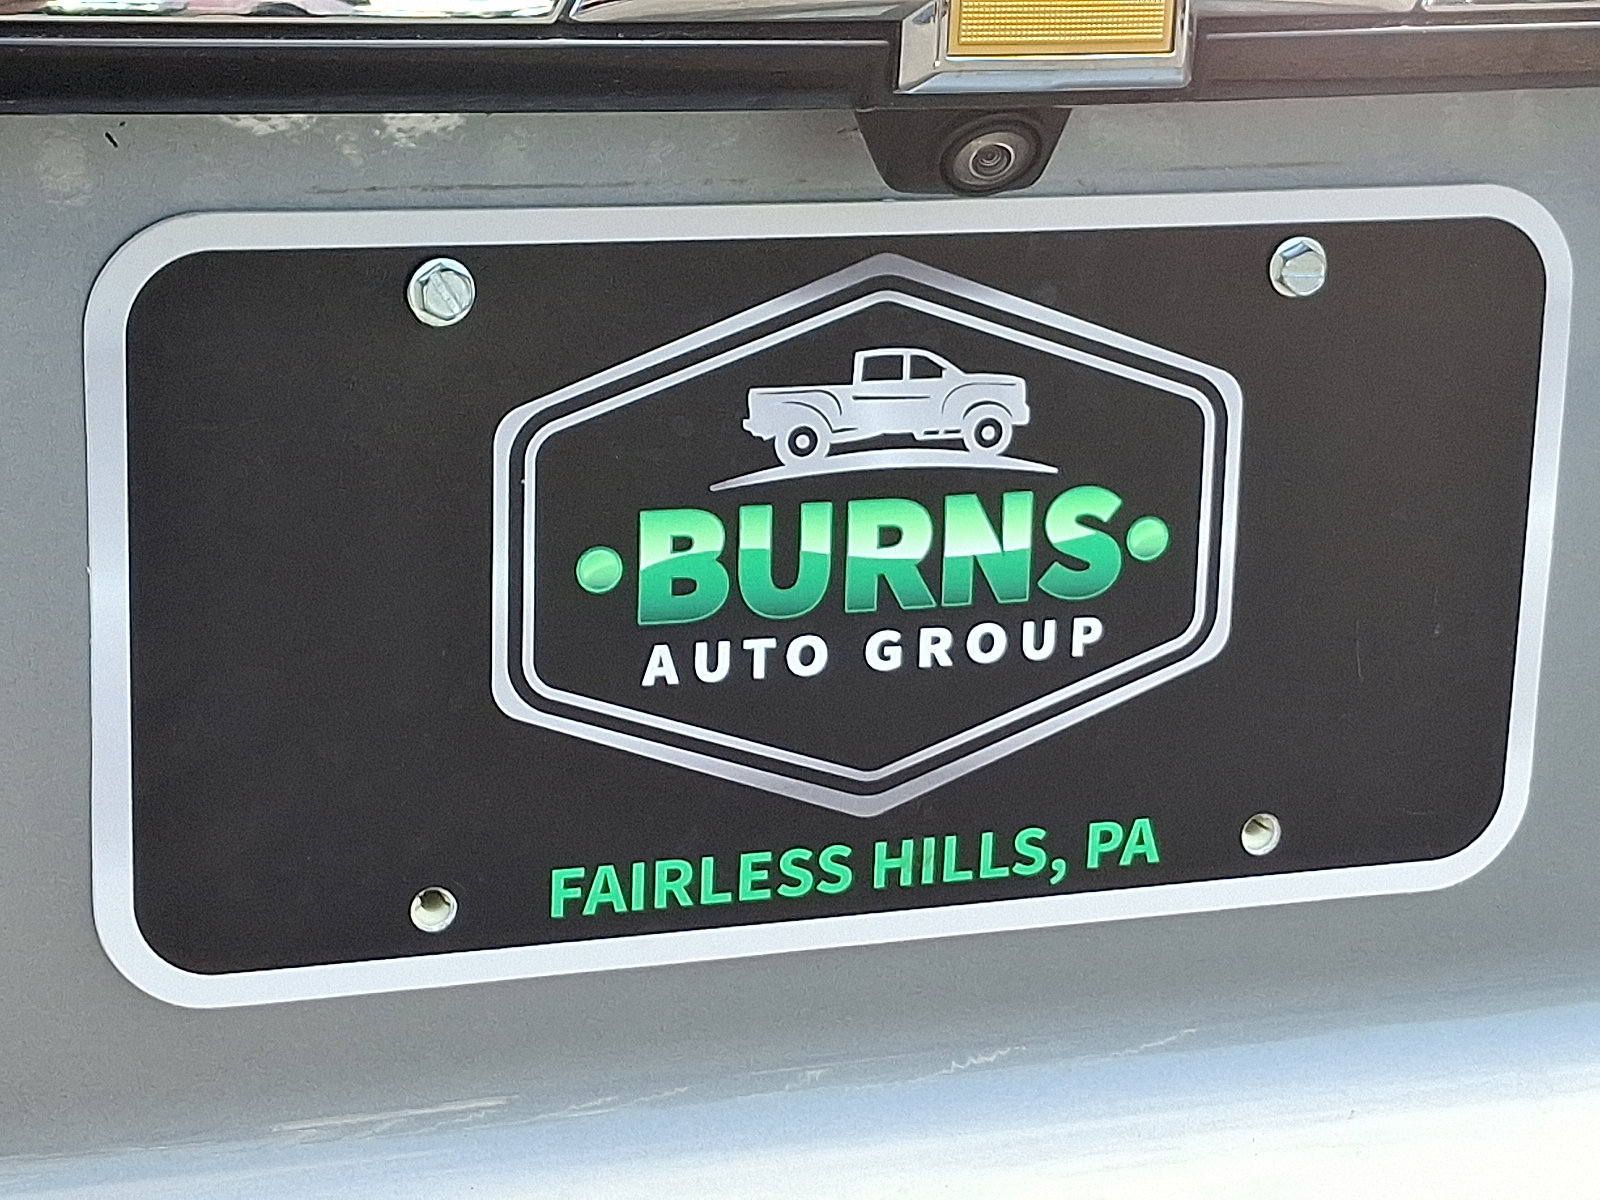 BURNS
AUTO GROUP
FAIRLESS HILLS, PA